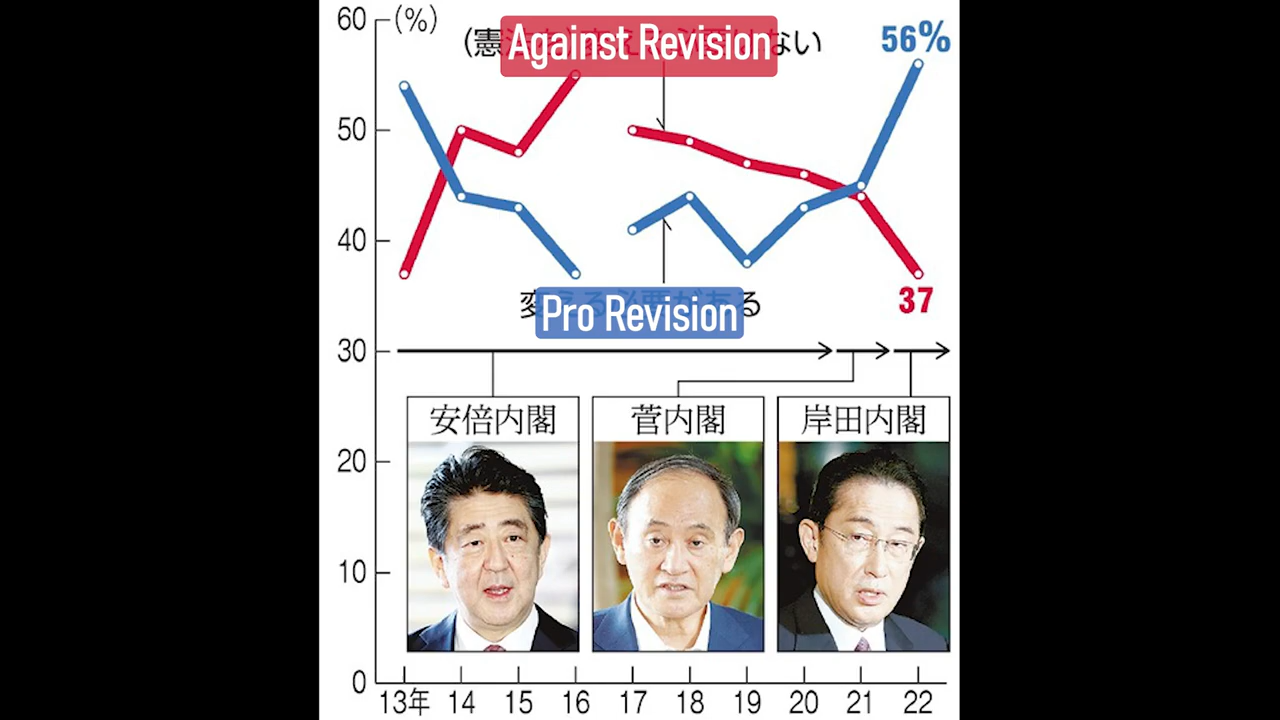 60 (%)
(憲
ない
Against Revision
56%
50
40
変
がある
Pro Revision
37
30
安倍内閣 菅内閣 岸田内閣
20
10
0
13年 14 15 16 17 18 19 20 21 22